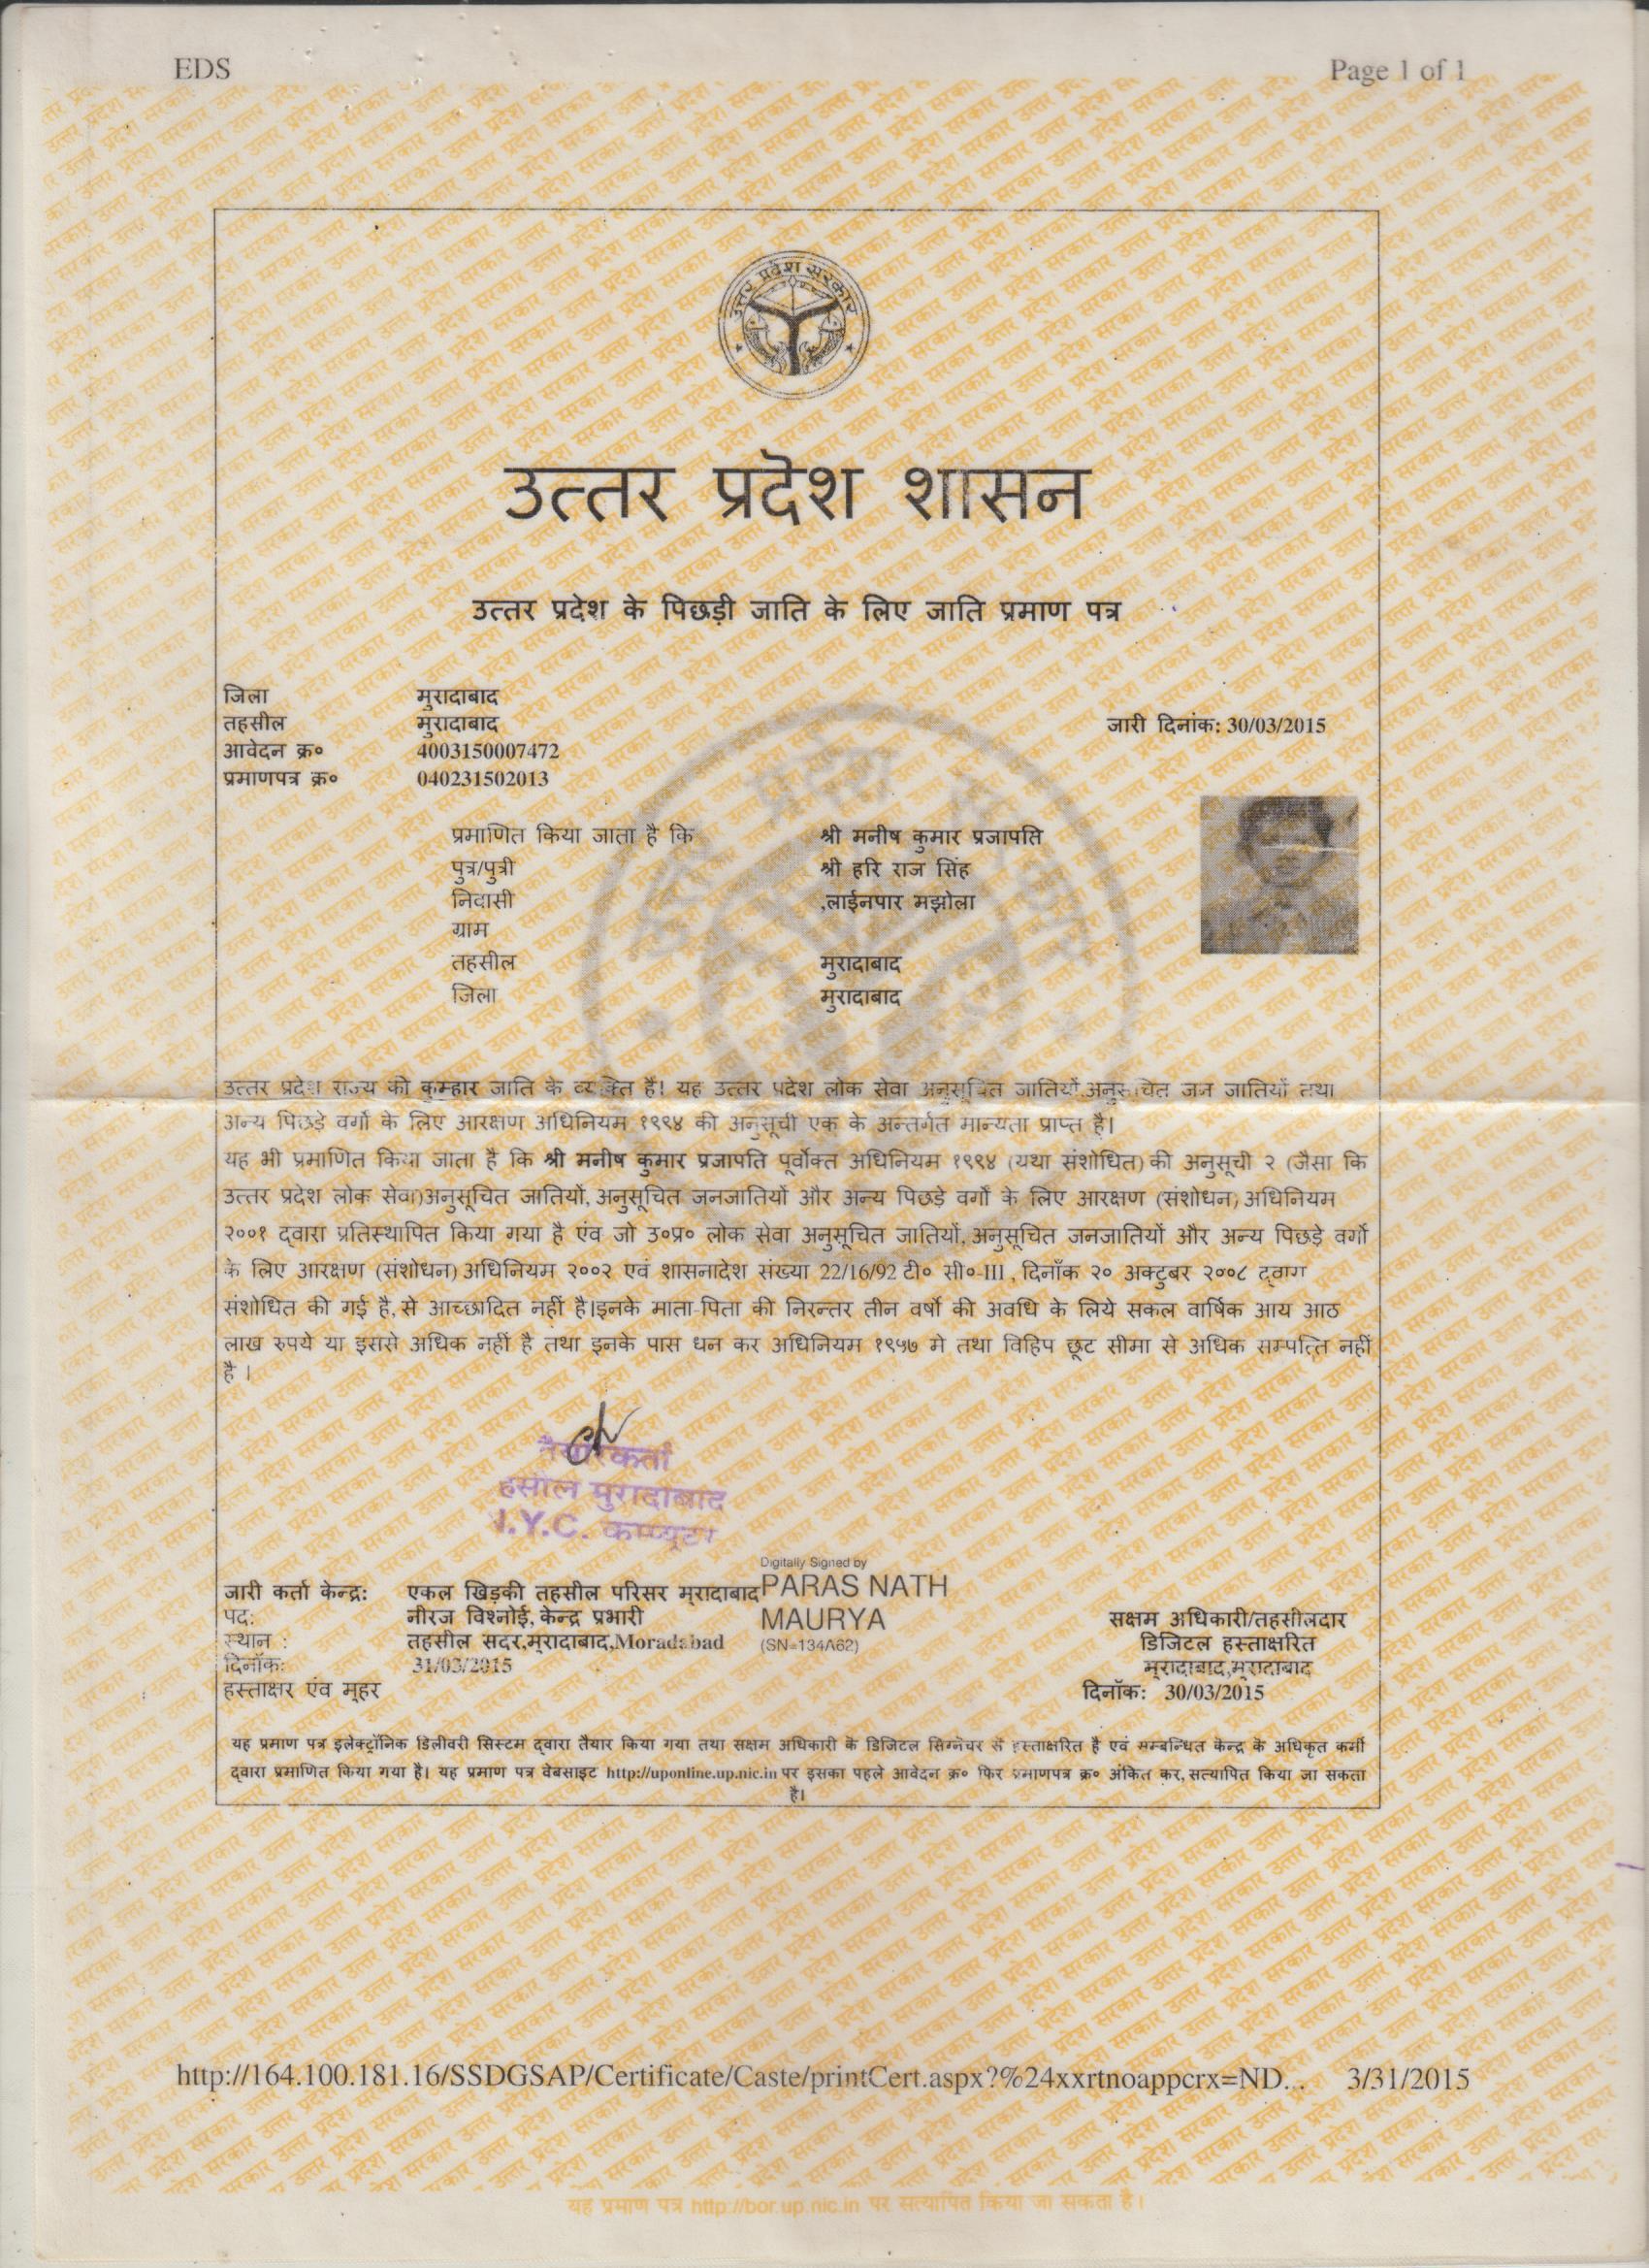 EDS
Page 1 of 1
उत्तर प्रदेश सरकार
उत्तर प्रदेश शासन
उत्तर प्रदेश के पिछड़ी जाति के लिए जाति प्रमाण पत्र
जिला मुरादाबाद
तहसील मुरादाबाद जारी दिनांक: 30/03/2015
आवेदन क्र० 4003150007472
प्रमाणपत्र क्र० 040231502013
प्रमाणित किया जाता है कि श्री मनीष कुमार प्रजापति
पुत्र/पुत्री श्री हरि राज सिंह
निवासी ,लाईनपार मझोला
ग्राम
तहसील मुरादाबाद
जिला मुरादाबाद
उत्तर प्रदेश राज्य की कुम्हार जाति के व्यक्ति हैं। यह उत्तर प्रदेश लोक सेवा अनुसूचित जातियों,अनुसूचित जन जातियों तथा
अन्य पिछड़े वर्गो के लिए आरक्षण अधिनियम १९९४ की अनुसूची एक के अन्तर्गत मान्यता प्राप्त है।
यह भी प्रमाणित किया जाता है कि श्री मनीष कुमार प्रजापति पूर्वोक्त अधिनियम १९९४ (यथा संशोधित) की अनुसूची २ (जैसा कि
उत्तर प्रदेश लोक सेवा)अनुसूचित जातियों, अनुसूचित जनजातियों और अन्य पिछड़े वर्गों के लिए आरक्षण (संशोधन) अधिनियम
२००१ द्वारा प्रतिस्थापित किया गया है एंव जो उ०प्र० लोक सेवा अनुसूचित जातियों, अनुसूचित जनजातियों और अन्य पिछड़े वर्गो
के लिए आरक्षण (संशोधन) अधिनियम २००२ एवं शासनादेश संख्या 22/16/92 टी० सी०-III , दिनाँक २० अक्टुबर २००८ द्वारा
संशोधित की गई है, से आच्छादित नहीं है।इनके माता-पिता की निरन्तर तीन वर्षो की अवधि के लिये सकल वार्षिक आय आठ
लाख रुपये या इससे अधिक नहीं है तथा इनके पास धन कर अधिनियम १९५७ मे तथा विहिप छूट सीमा से अधिक सम्पत्ति नहीं
है ।
हसील मुरादाबाद
Digitally Signed by
जारी कर्ता केन्द्र: एकल खिड़की तहसील परिसर मुरादाबाद PARAS NATH
पद: नीरज विश्नोई, केन्द्र प्रभारी MAURYA सक्षम अधिकारी/तहसीलदार
स्थान : तहसील सदर,मुरादाबाद,Moradabad (SN=134A62) डिजिटल हस्ताक्षरित
दिनाँक: 31/03/2015 मुरादाबाद,मुरादाबाद
हस्ताक्षर एंव मुहर दिनाँक: 30/03/2015
यह प्रमाण पत्र इलेक्ट्रॉनिक डिलीवरी सिस्टम द्वारा तैयार किया गया तथा सक्षम अधिकारी के डिजिटल सिग्नेचर से हस्ताक्षरित है एवं सम्बन्धित केन्द्र के अधिकृत कर्मी
द्वारा प्रमाणित किया गया है। यह प्रमाण पत्र वेबसाइट http://uponline.up.nic.in पर इसका पहले आवेदन क्र० फिर प्रमाणपत्र क्र० अंकित कर, सत्यापित किया जा सकता
है।
http://164.100.181.16/SSDGSAP/Certificate/Caste/printCert.aspx?%24xxrtnoappcrx=ND... 3/31/2015
यह प्रमाण पत्र http://bor.up.nic.in पर सत्यापित किया जा सकता है।